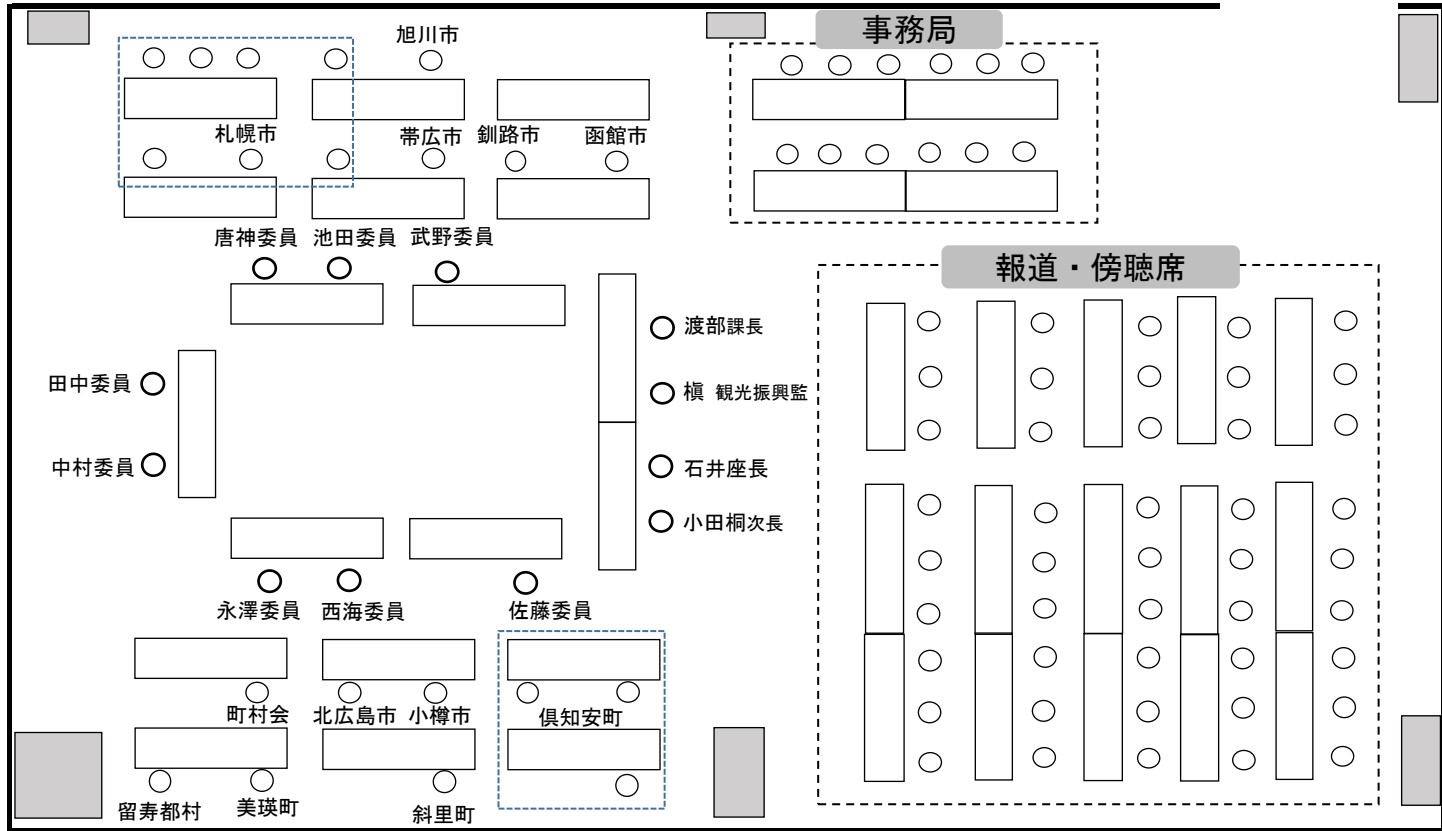 事務局
旭川市
札幌市
帯広市
釧路市
函館市
唐神委員
池田委員
武野委員
報道・傍聴席
渡部課長
田中委員
槇 観光振興監
中村委員
石井座長
小田桐次長
永澤委員
西海委員
佐藤委員
町村会
北広島市
小樽市
倶知安町
留寿都村
美瑛町
斜里町